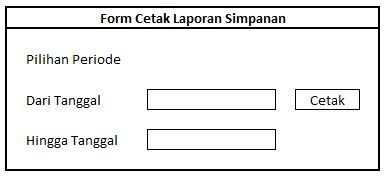 Form Cetak Laporan Simpanan
Pilihan Periode
Dari Tanggal Cetak
Hingga Tanggal